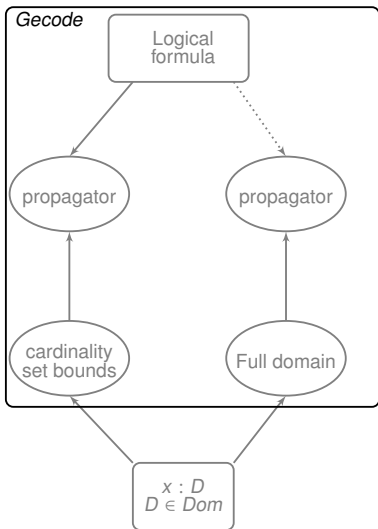 Gecode
Logical
formula
propagator
propagator
cardinality
set bounds
Full domain
x : D
D ∈ Dom